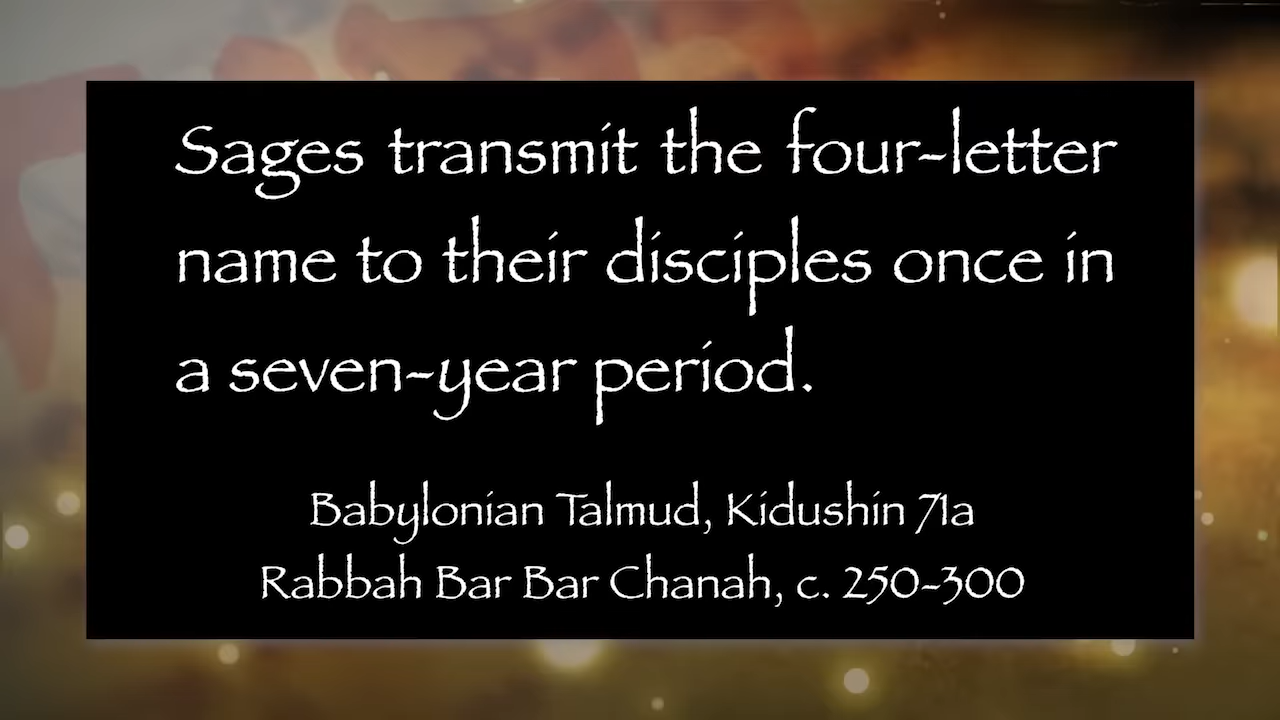 Sages transmit the four-letter
name to their disciples once in
a seven-year period.
Babylonian Talmud, Kidushin 71a
Rabbah Bar Bar Chanah, c. 250-300